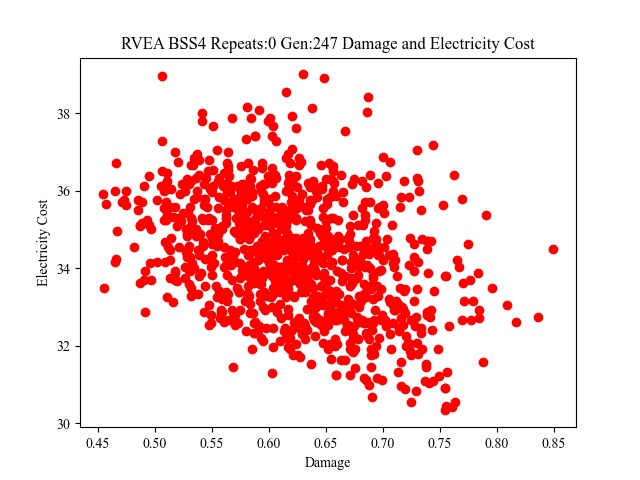 RVEA BSS4 Repeats:0 Gen:247 Damage and Electricity Cost
38
36
34
32
30
Electricity Cost
0.45 0.50 0.55 0.60 0.65 0.70 0.75 0.80 0.85
Damage